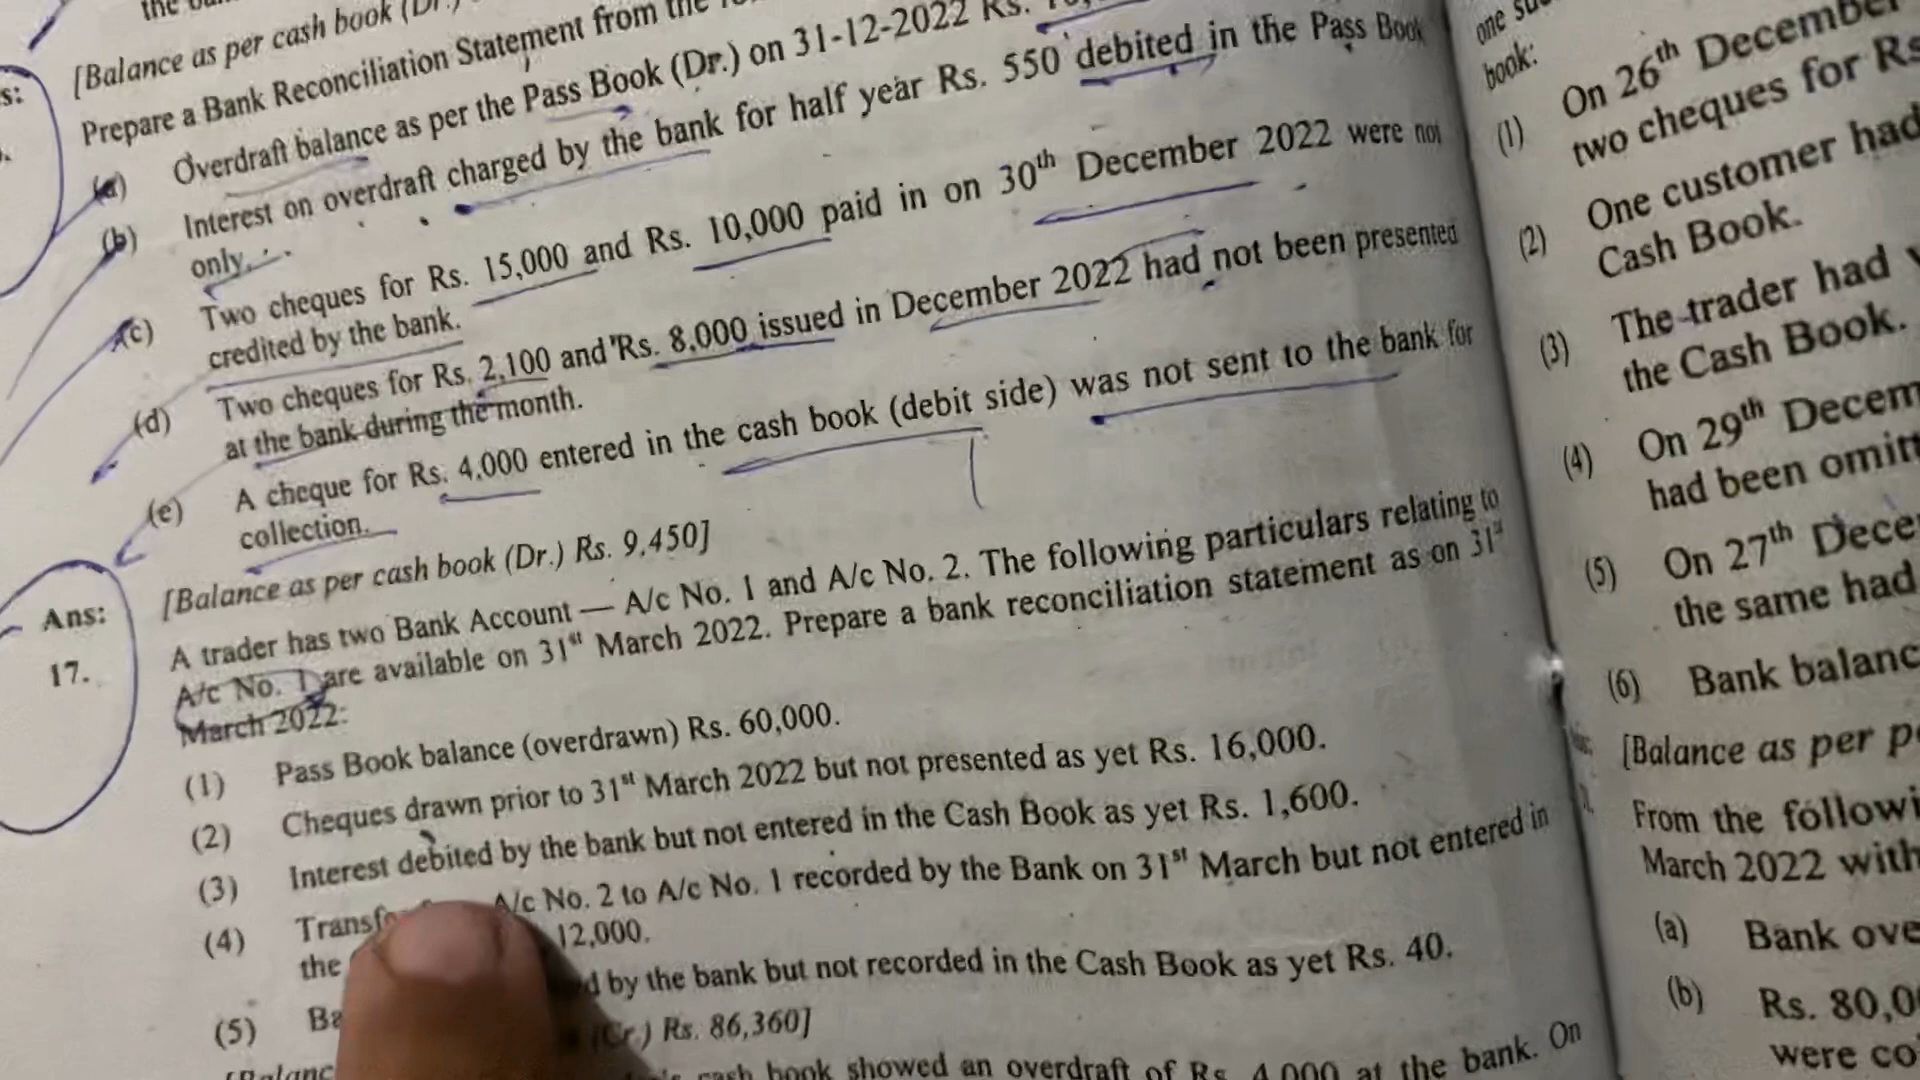 [Balance as per cash book
Prepare a Bank Reconciliation Statement from the
(a) Overdraft balance as per the Pass Book (Dr.) on 31-12-2022 Rs.
(b) Interest on overdraft charged by the bank for half year Rs. 550 debited in the Pass Book
only.
(c) Two cheques for Rs. 15,000 and Rs. 10,000 paid in on 30th December 2022 were not
credited by the bank.
(d) Two cheques for Rs. 2,100 and Rs. 8,000 issued in December 2022 had not been presented
at the bank during the month.
(e) A cheque for Rs. 4,000 entered in the cash book (debit side) was not sent to the bank for
collection.
Ans: [Balance as per cash book (Dr.) Rs. 9,450]
17. A trader has two Bank Account — A/c No. 1 and A/c No. 2. The following particulars relating to
A/c No. 1 are available on 31st March 2022. Prepare a bank reconciliation statement as on 31st
March 2022:
(1) Pass Book balance (overdrawn) Rs. 60,000.
(2) Cheques drawn prior to 31st March 2022 but not presented as yet Rs. 16,000.
(3) Interest debited by the bank but not entered in the Cash Book as yet Rs. 1,600.
(4) A/c No. 2 to A/c No. 1 recorded by the Bank on 31st March but not entered in
the 12,000.
(5) by the bank but not recorded in the Cash Book as yet Rs. 40.
(Cr.) Rs. 86,360]
cash book showed an overdraft of Rs. 4,000 at the bank. On
book:
(1) On 26th December
two cheques for Rs
(2) One customer had
Cash Book.
(3) The trader had
the Cash Book.
(4) On 29th Decem
had been omitt
(5) On 27th Dece
the same had
(6) Bank balanc
[Balance as per p
From the followi
March 2022 with
(a) Bank ove
(b) Rs. 80,0
were co